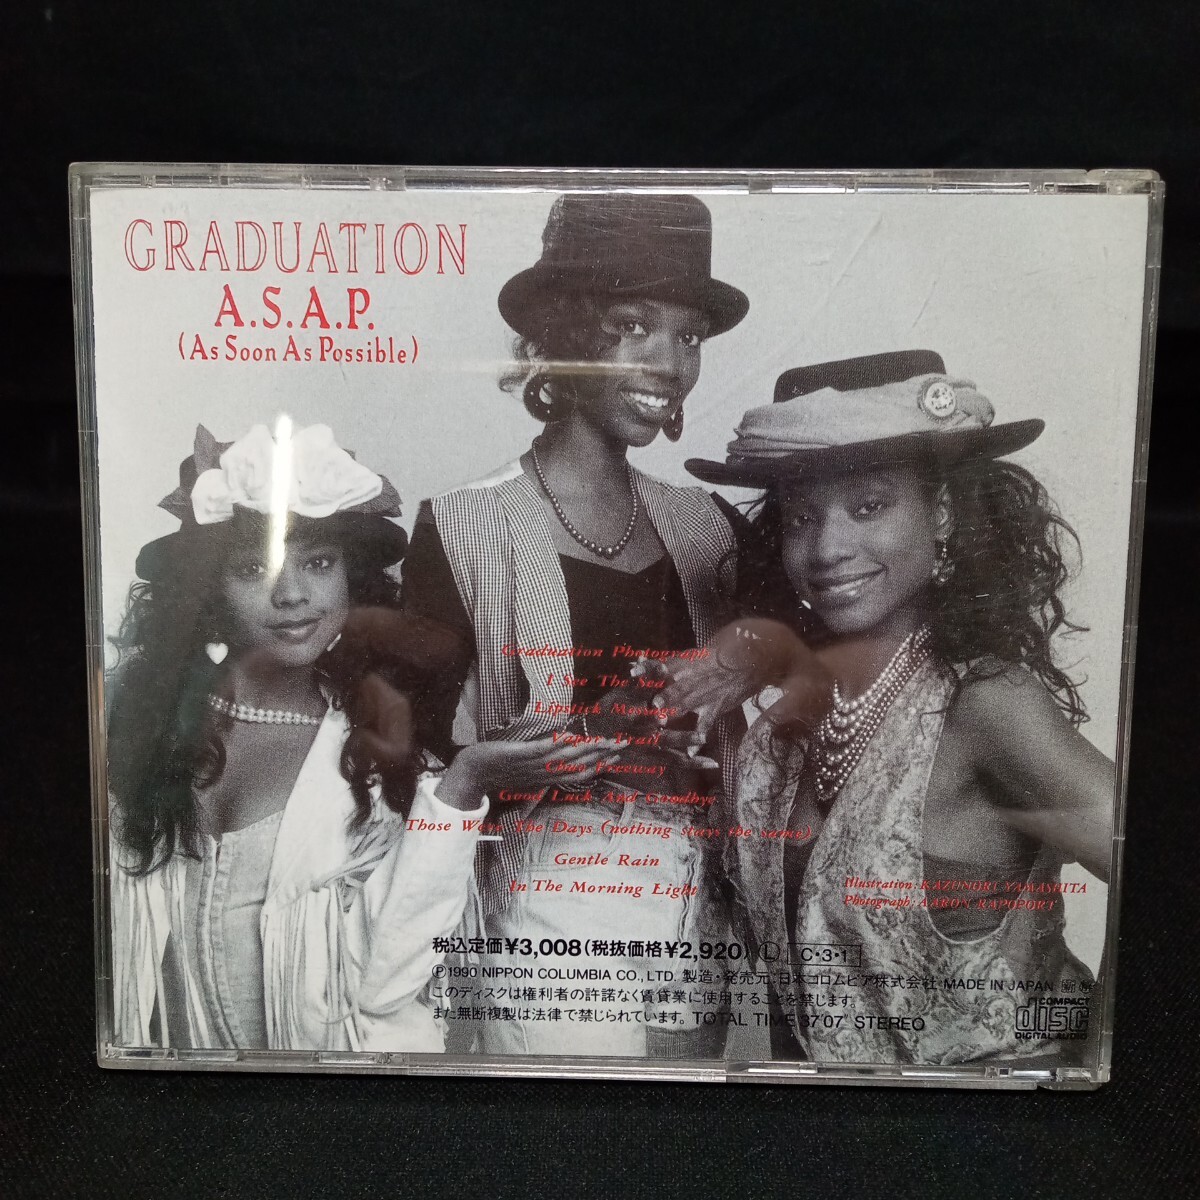 GRADUATION
A.S.A.P.
(As Soon As Possible)
Graduation Photograph
I See The Sea
Lipstick Message
Vapor Trail
Chuo Freeway
Good Luck And Goodbye
Those Were The Days (nothing stays the same)
Gentle Rain
In The Morning Light
Illustration: KAZUNORI YAMASHITA
Photograph: AARON RAPOPORT
税込定価¥3,008(税抜価格¥2,920) Ⓛ C・3・1
Ⓟ1990 NIPPON COLUMBIA CO., LTD. 製造・発売元:日本コロムビア株式会社 MADE IN JAPAN
このディスクは権利者の許諾なく賃貸業に使用することを禁じます。
また無断複製は法律で禁じられています。 TOTAL TIME 37'07" STEREO
COMPACT
disc
DIGITAL AUDIO